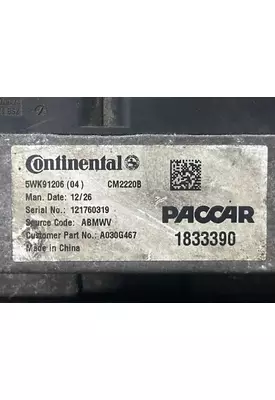 Continental
5WK91206 (04) CM2220B
Man. Date: 12/26
Serial No.: 121760319
Source Code: ABMWV
Customer Part No.: A030G467
Made in China
PACCAR
1833390